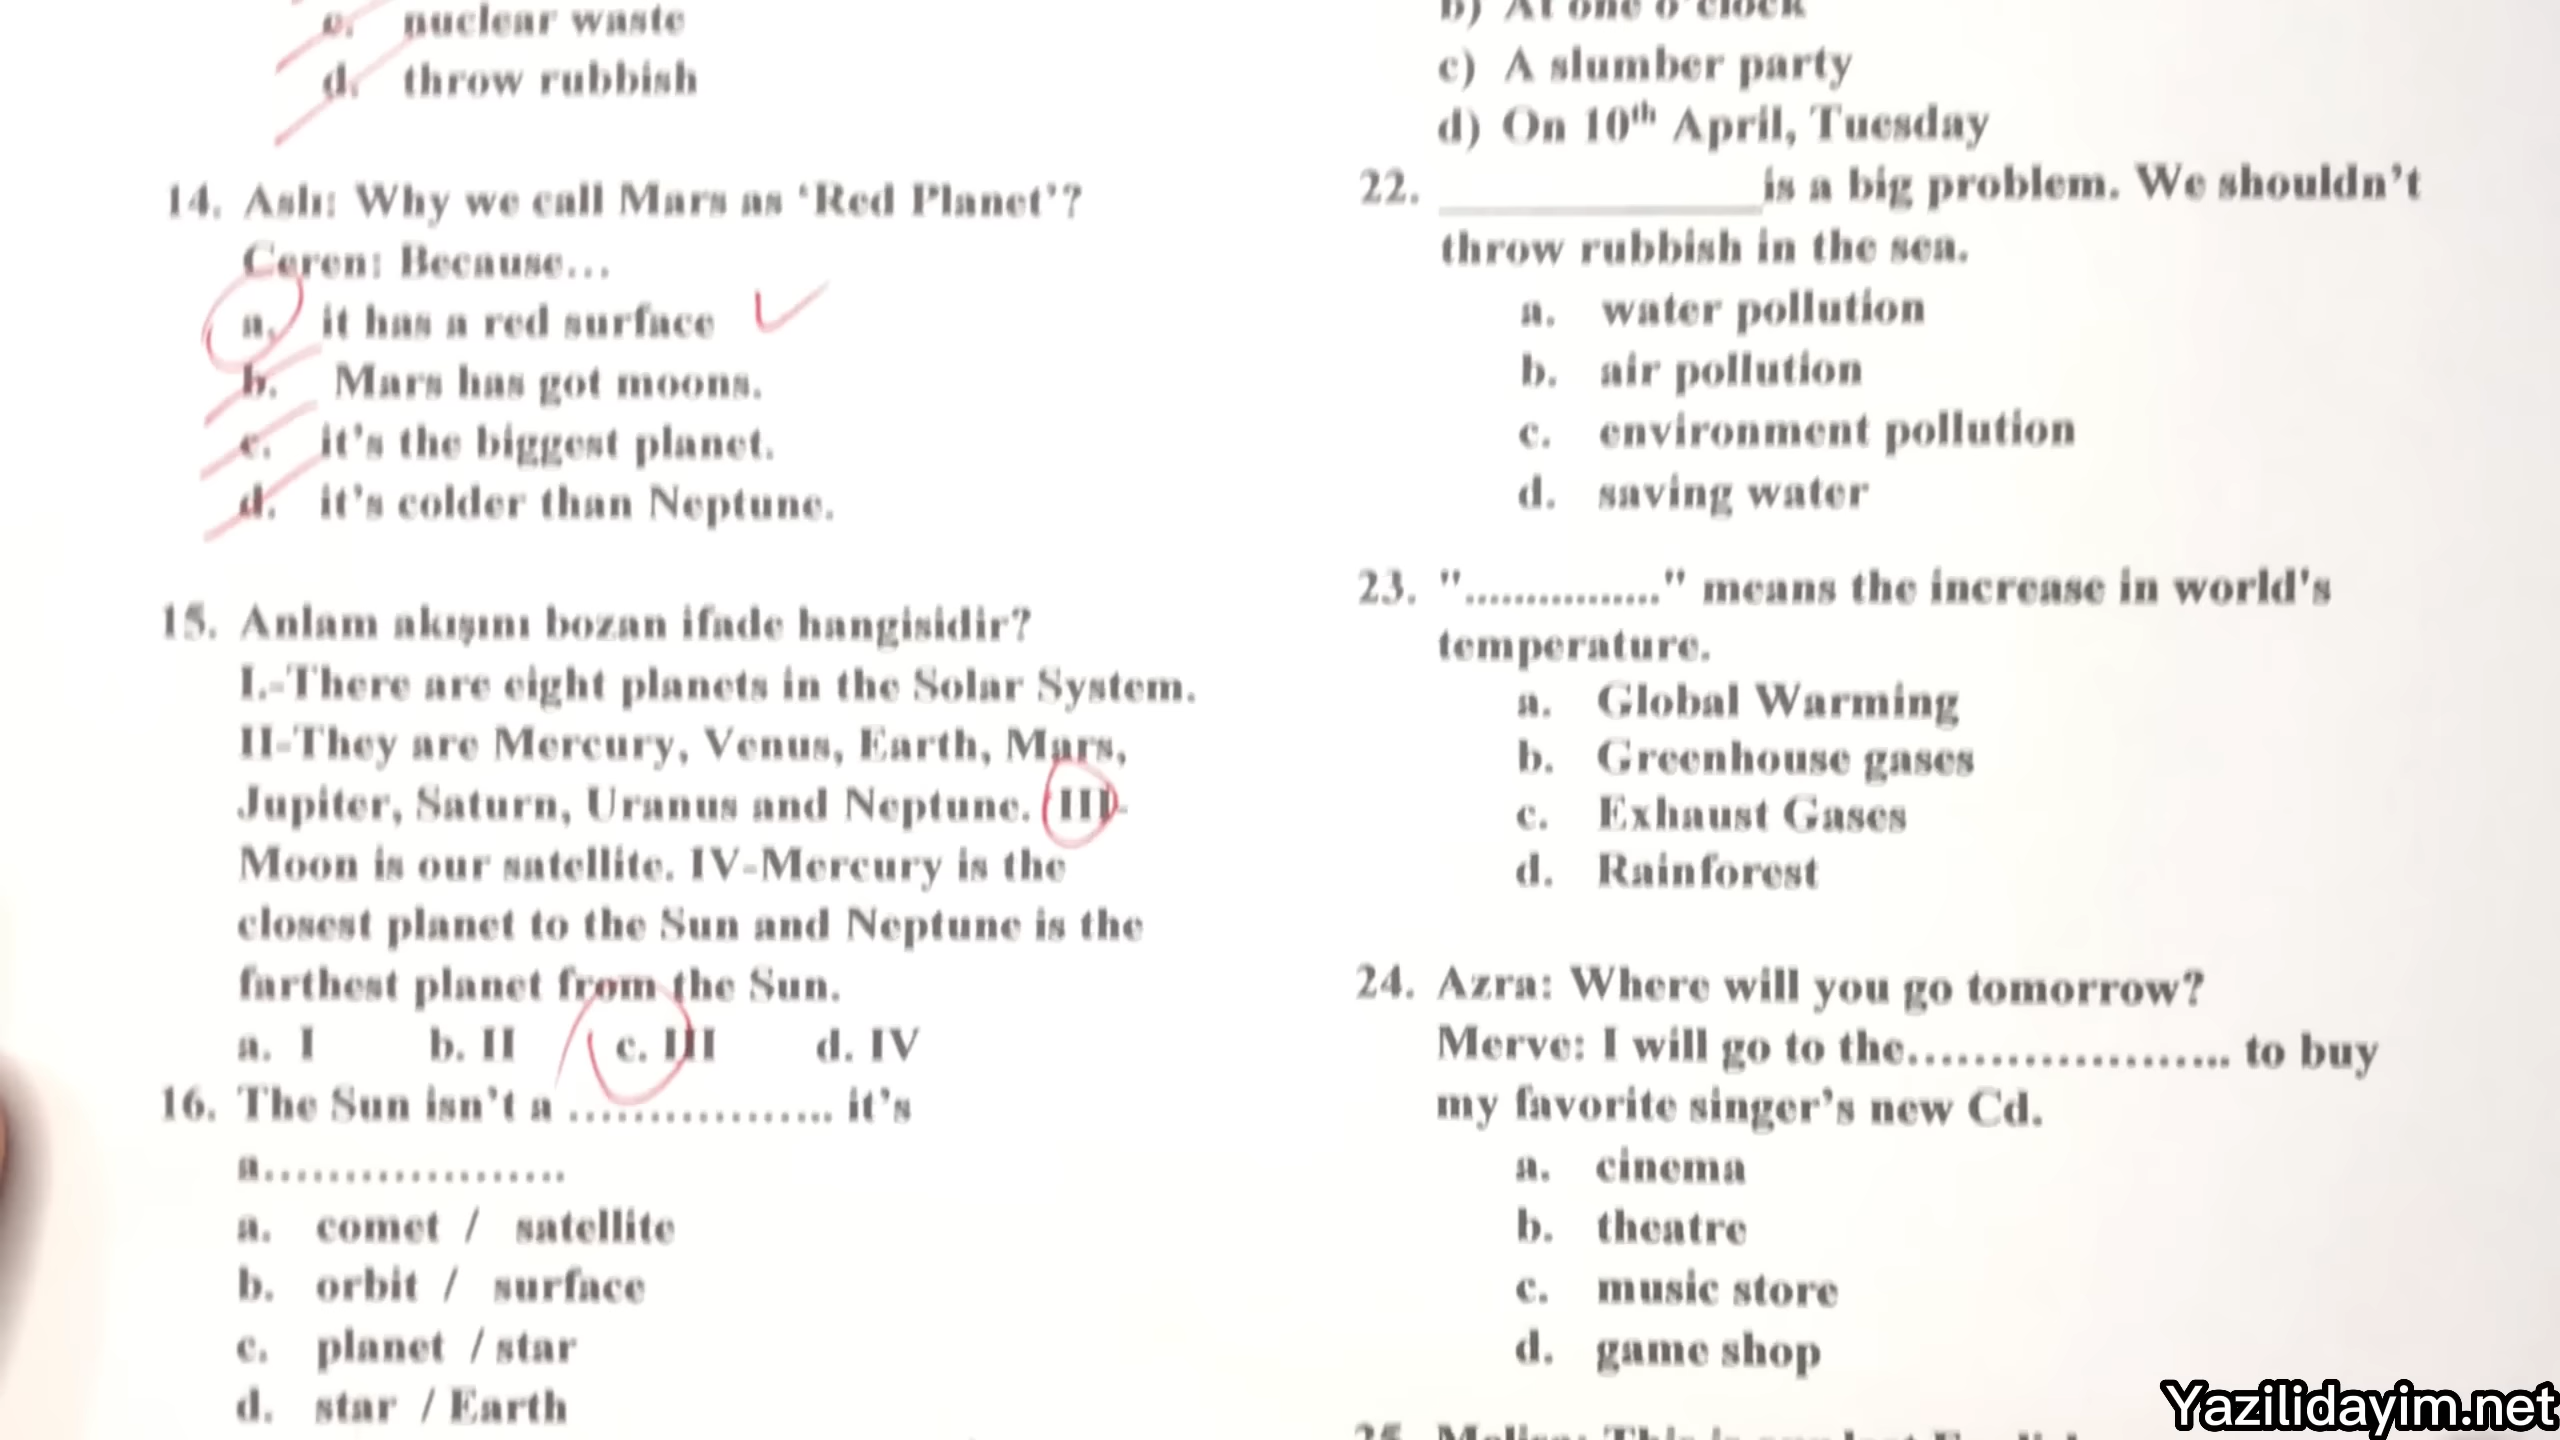 c. nuclear waste
d. throw rubbish
14. Aslı: Why we call Mars as ‘Red Planet’?
Ceren: Because…
a. it has a red surface
b. Mars has got moons.
c. it’s the biggest planet.
d. it’s colder than Neptune.
15. Anlam akışını bozan ifade hangisidir?
I.-There are eight planets in the Solar System.
II-They are Mercury, Venus, Earth, Mars,
Jupiter, Saturn, Uranus and Neptune. III-
Moon is our satellite. IV-Mercury is the
closest planet to the Sun and Neptune is the
farthest planet from the Sun.
a. I b. II c. III d. IV
16. The Sun isn’t a ……………….. it’s
a…………………
a. comet / satellite
b. orbit / surface
c. planet / star
d. star / Earth
b) At one o’clock
c) A slumber party
d) On 10th April, Tuesday
22. ______________is a big problem. We shouldn’t
throw rubbish in the sea.
a. water pollution
b. air pollution
c. environment pollution
d. saving water
23. "................" means the increase in world's
temperature.
a. Global Warming
b. Greenhouse gases
c. Exhaust Gases
d. Rainforest
24. Azra: Where will you go tomorrow?
Merve: I will go to the………………….. to buy
my favorite singer’s new Cd.
a. cinema
b. theatre
c. music store
d. game shop
Yazilidayim.net